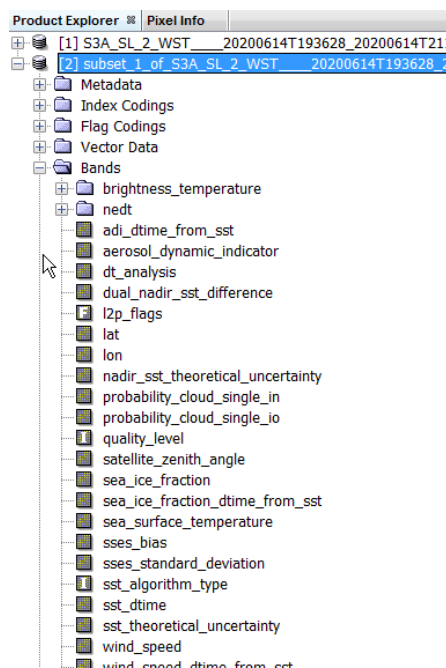 Product Explorer Pixel Info
[1] S3A_SL_2_WST____20200614T193628_20200614T21
[2] subset_1_of_S3A_SL_2_WST____20200614T193628_2
Metadata
Index Codings
Flag Codings
Vector Data
Bands
brightness_temperature
nedt
adi_dtime_from_sst
aerosol_dynamic_indicator
dt_analysis
dual_nadir_sst_difference
l2p_flags
lat
lon
nadir_sst_theoretical_uncertainty
probability_cloud_single_in
probability_cloud_single_io
quality_level
satellite_zenith_angle
sea_ice_fraction
sea_ice_fraction_dtime_from_sst
sea_surface_temperature
sses_bias
sses_standard_deviation
sst_algorithm_type
sst_dtime
sst_theoretical_uncertainty
wind_speed
wind_speed_dtime_from_sst